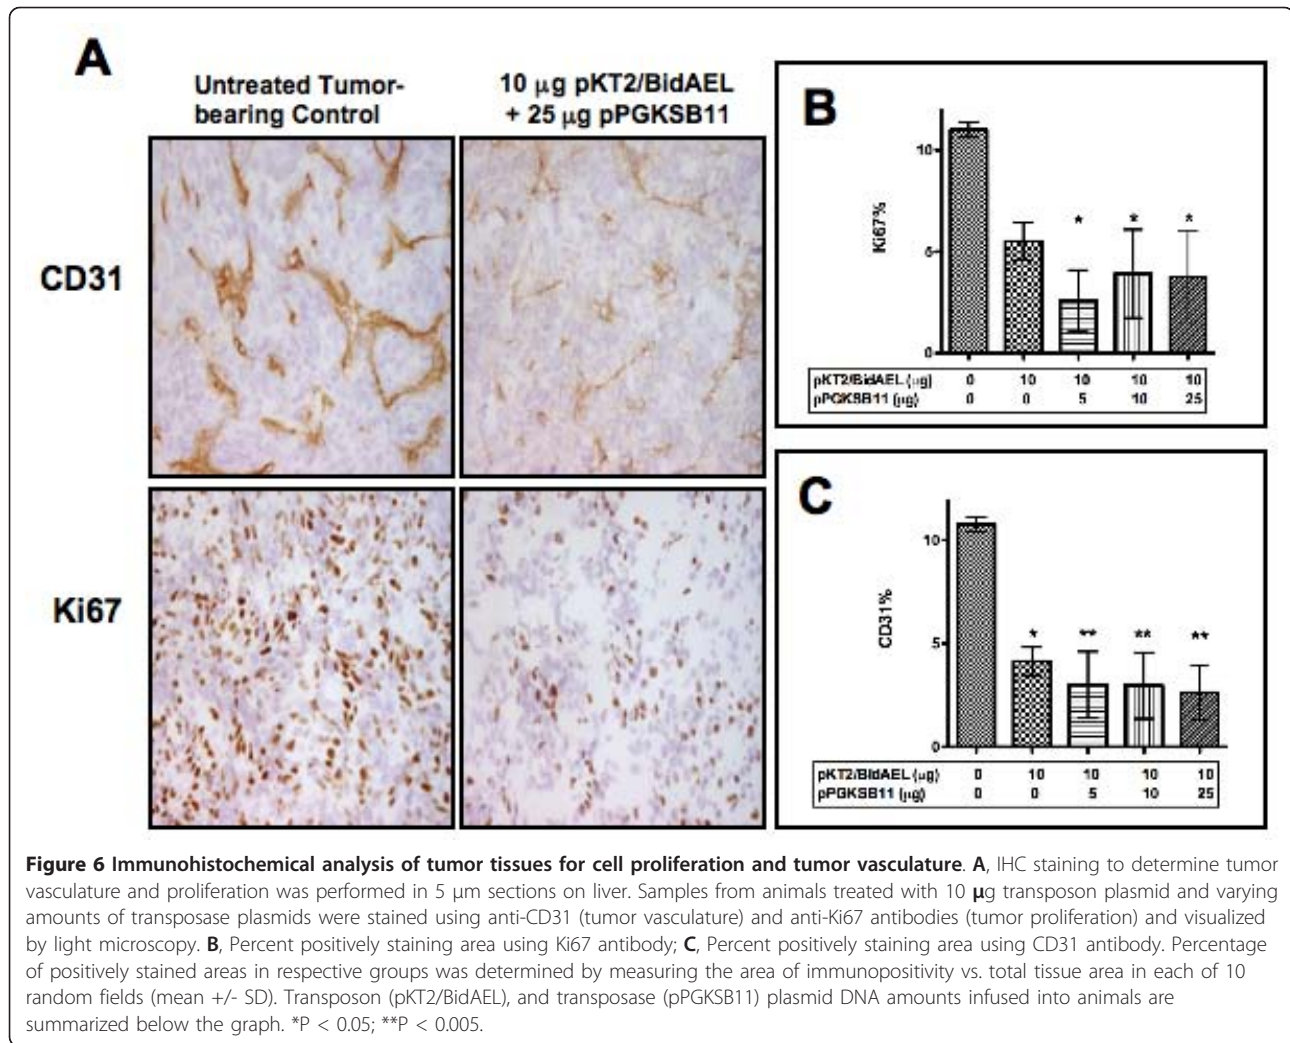 A
Untreated Tumor-
bearing Control
10 µg pKT2/BidAEL
+ 25 µg pPGKSB11
CD31
Ki67
B
Ki67%
10
5
0
pKT2/BidAEL (µg) 0 10 10 10 10
pPGKSB11 (µg) 0 0 5 10 25
* * *
C
CD31%
10
5
0
* ** ** **
pKT2/BidAEL (µg) 0 10 10 10 10
pPGKSB11 (µg) 0 0 5 10 25
Figure 6 Immunohistochemical analysis of tumor tissues for cell proliferation and tumor vasculature. A, IHC staining to determine tumor
vasculature and proliferation was performed in 5 µm sections on liver. Samples from animals treated with 10 µg transposon plasmid and varying
amounts of transposase plasmids were stained using anti-CD31 (tumor vasculature) and anti-Ki67 antibodies (tumor proliferation) and visualized
by light microscopy. B, Percent positively staining area using Ki67 antibody; C, Percent positively staining area using CD31 antibody. Percentage
of positively stained areas in respective groups was determined by measuring the area of immunopositivity vs. total tissue area in each of 10
random fields (mean +/- SD). Transposon (pKT2/BidAEL), and transposase (pPGKSB11) plasmid DNA amounts infused into animals are
summarized below the graph. *P < 0.05; **P < 0.005.